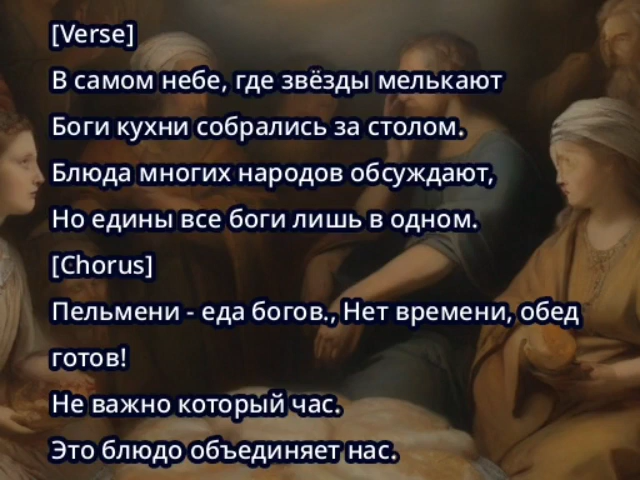 [Verse]
В самом небе, где звёзды мелькают
Боги кухни собрались за столом.
Блюда многих народов обсуждают,
Но едины все боги лишь в одном.
[Chorus]
Пельмени - еда богов., Нет времени, обед
готов!
Не важно который час.
Это блюдо объединяет нас.